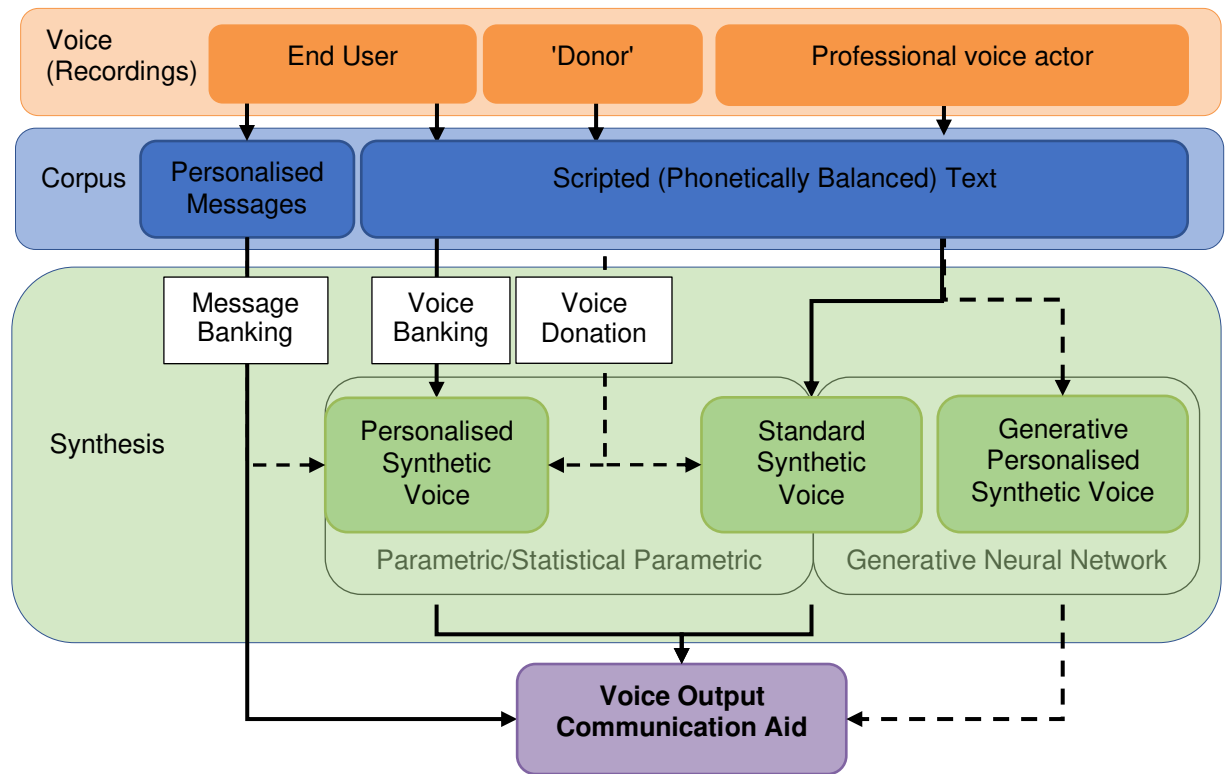 Voice
(Recordings)
End User
'Donor'
Professional voice actor
Corpus
Personalised
Messages
Scripted (Phonetically Balanced) Text
Message
Banking
Voice
Banking
Voice
Donation
Synthesis
Personalised
Synthetic
Voice
Standard
Synthetic
Voice
Generative
Personalised
Synthetic Voice
Parametric/Statistical Parametric
Generative Neural Network
Voice Output
Communication Aid